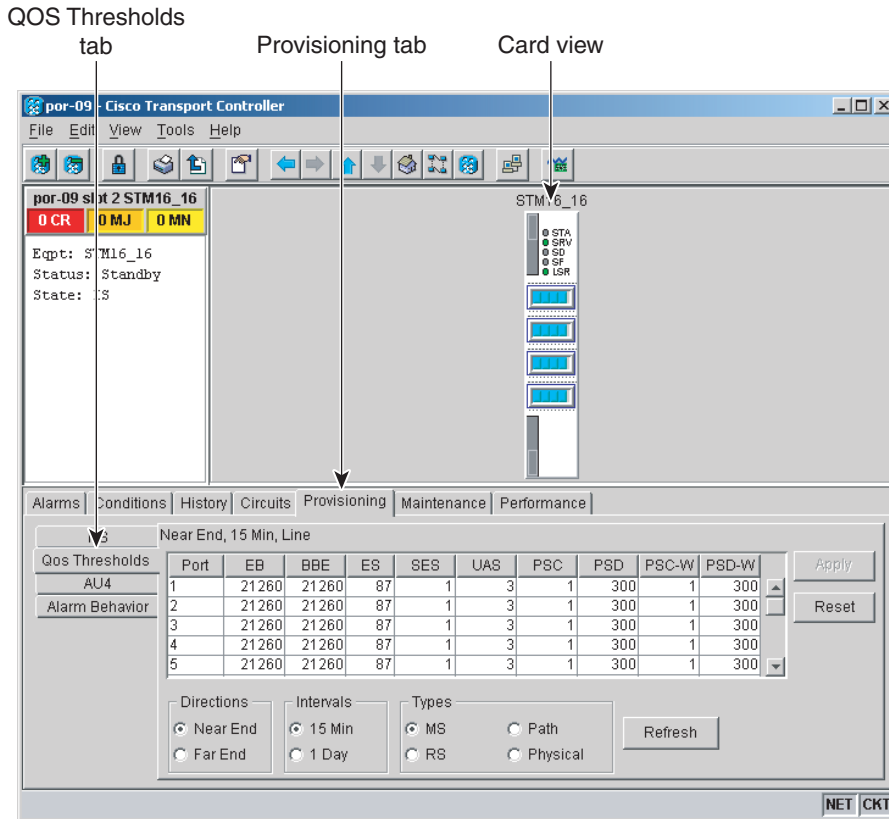 QOS Thresholds
tab
Provisioning tab
Card view
por-09 - Cisco Transport Controller
File Edit View Tools Help
por-09 slot 2 STM16_16
0 CR 0 MJ 0 MN
Eqpt: STM16_16
Status: Standby
State: IS
STM16_16
STA
SRV
SD
SF
LSR
Alarms Conditions History Circuits Provisioning Maintenance Performance
Near End, 15 Min, Line
Qos Thresholds
AU4
Alarm Behavior
Port EB BBE ES SES UAS PSC PSD PSC-W PSD-W
1 21260 21260 87 1 3 1 300 1 300
2 21260 21260 87 1 3 1 300 1 300
3 21260 21260 87 1 3 1 300 1 300
4 21260 21260 87 1 3 1 300 1 300
5 21260 21260 87 1 3 1 300 1 300
Apply
Reset
Directions Intervals Types
Near End 15 Min MS Path
Far End 1 Day RS Physical
Refresh
NET CKT